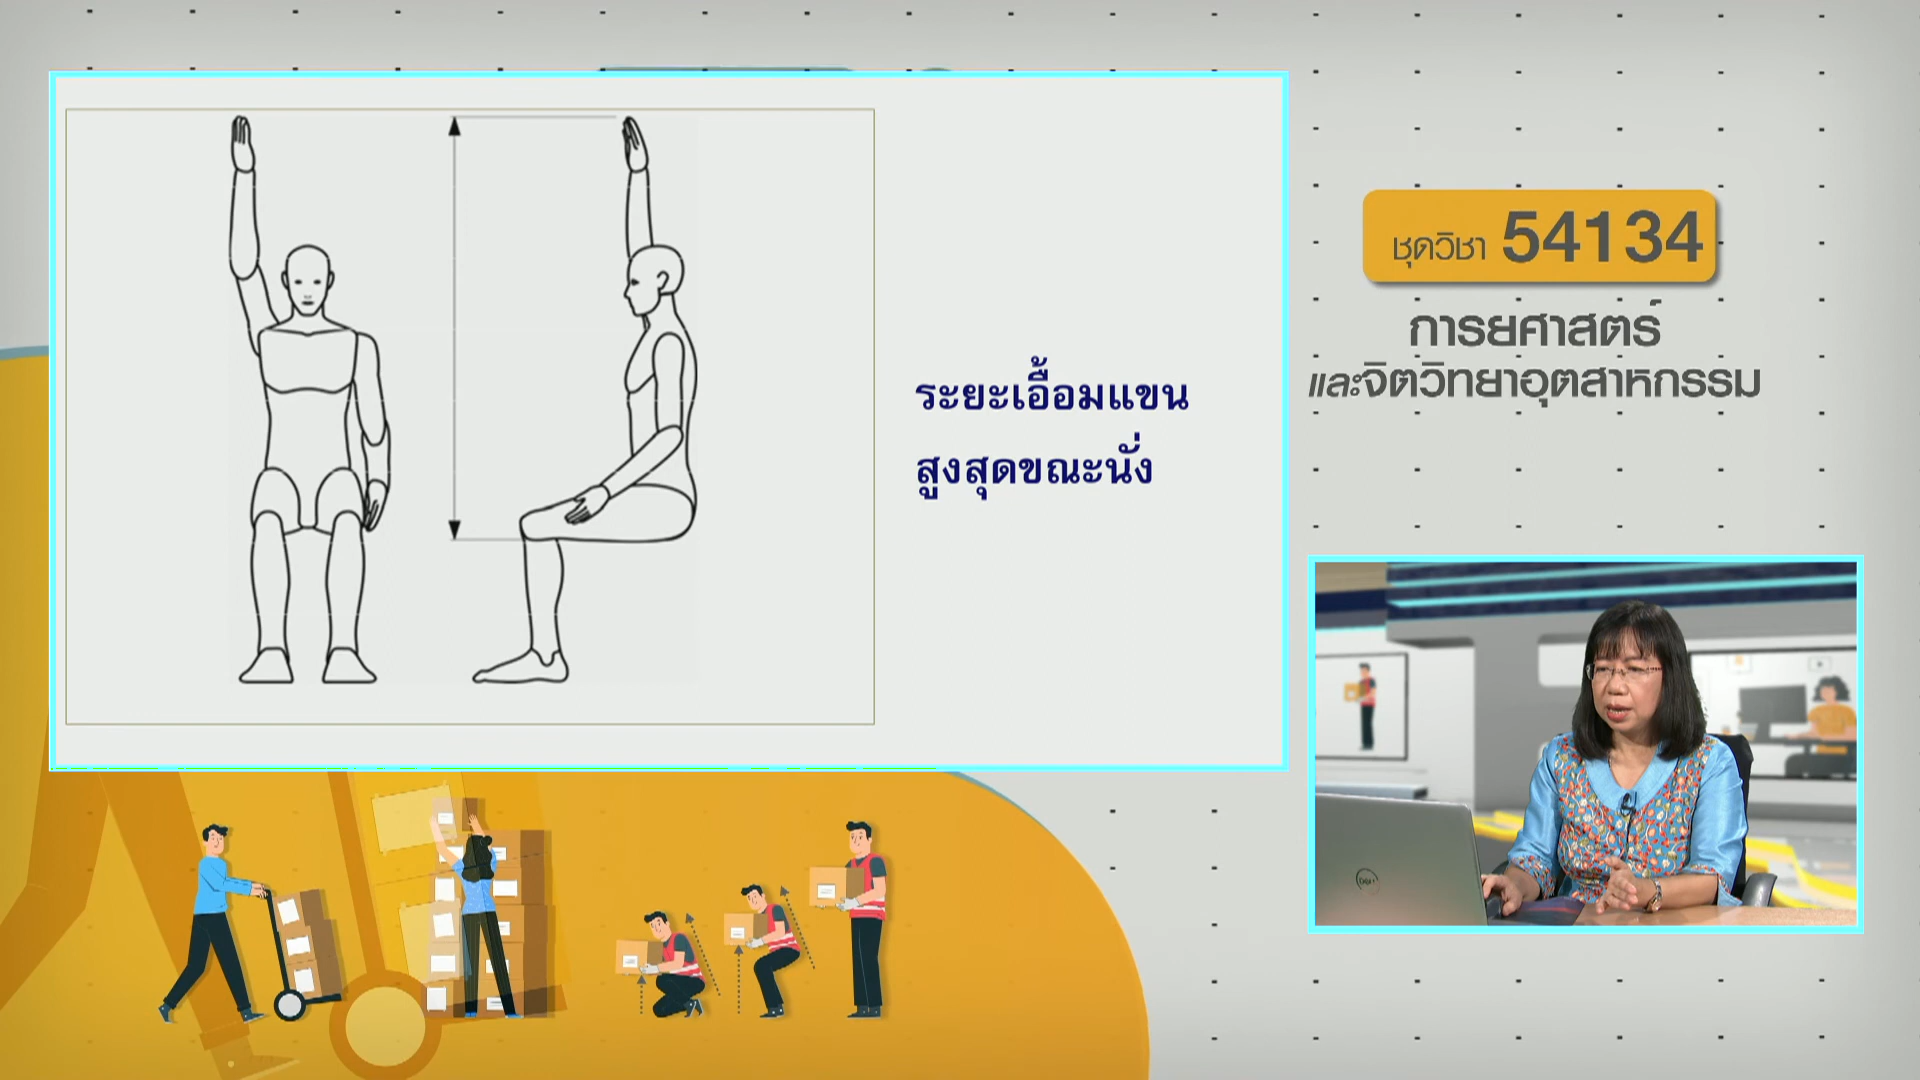 ระยะเอื้อมแขน
สูงสุดขณะนั่ง
ชุดวิชา 54134
การยศาสตร์
และจิตวิทยาอุตสาหกรรม
DELL